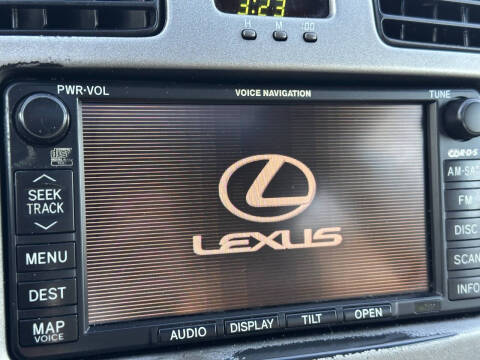 3:23
H M :00
PWR·VOL VOICE NAVIGATION TUNE
SEEK
TRACK
MENU
DEST
MAP
VOICE
LEXUS
AM·SAT
FM
DISC
SCAN
INFO
AUDIO DISPLAY TILT OPEN